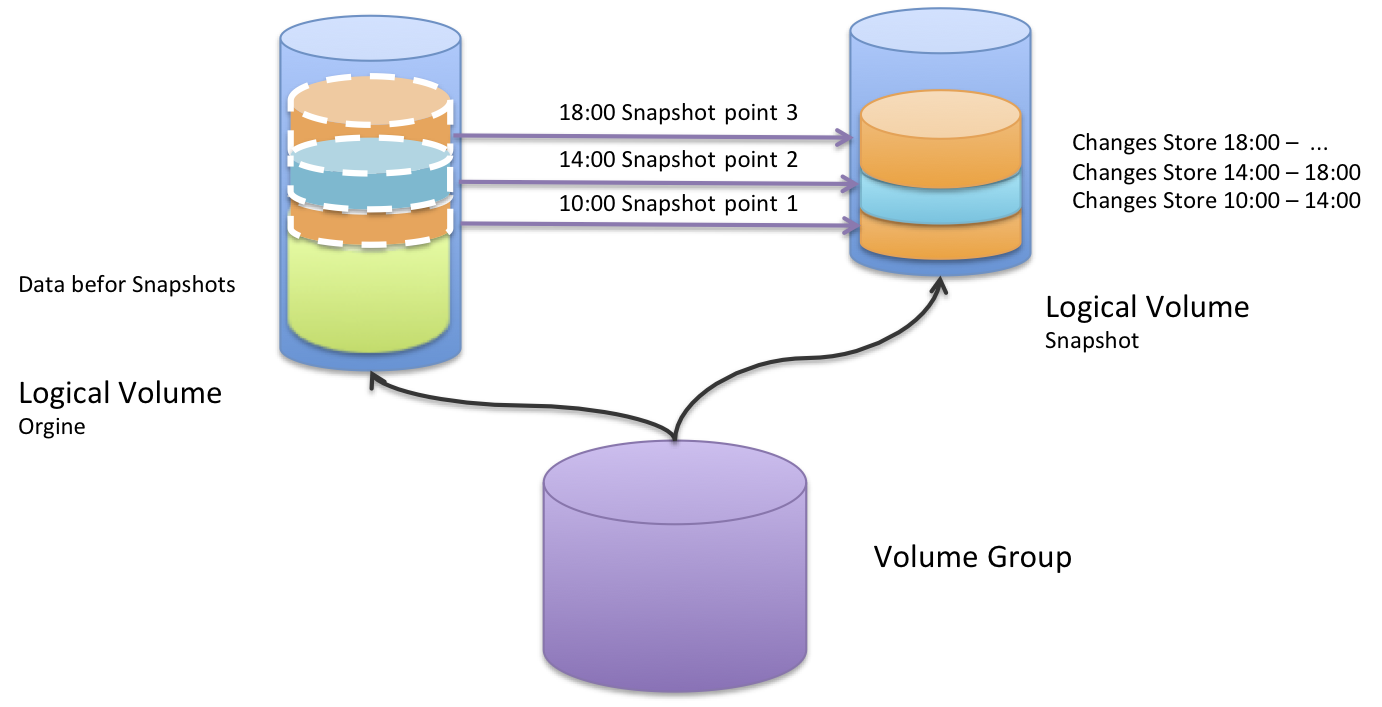 18:00 Snapshot point 3
14:00 Snapshot point 2
10:00 Snapshot point 1
Changes Store 18:00 – ...
Changes Store 14:00 – 18:00
Changes Store 10:00 – 14:00
Data befor Snapshots
Logical Volume
Snapshot
Logical Volume
Orgine
Volume Group